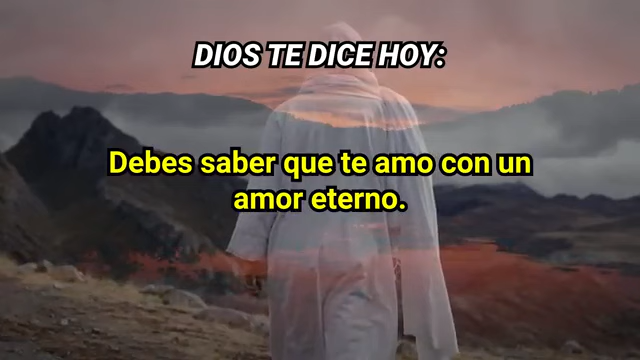 DIOS TE DICE HOY:
Debes saber que te amo con un
amor eterno.